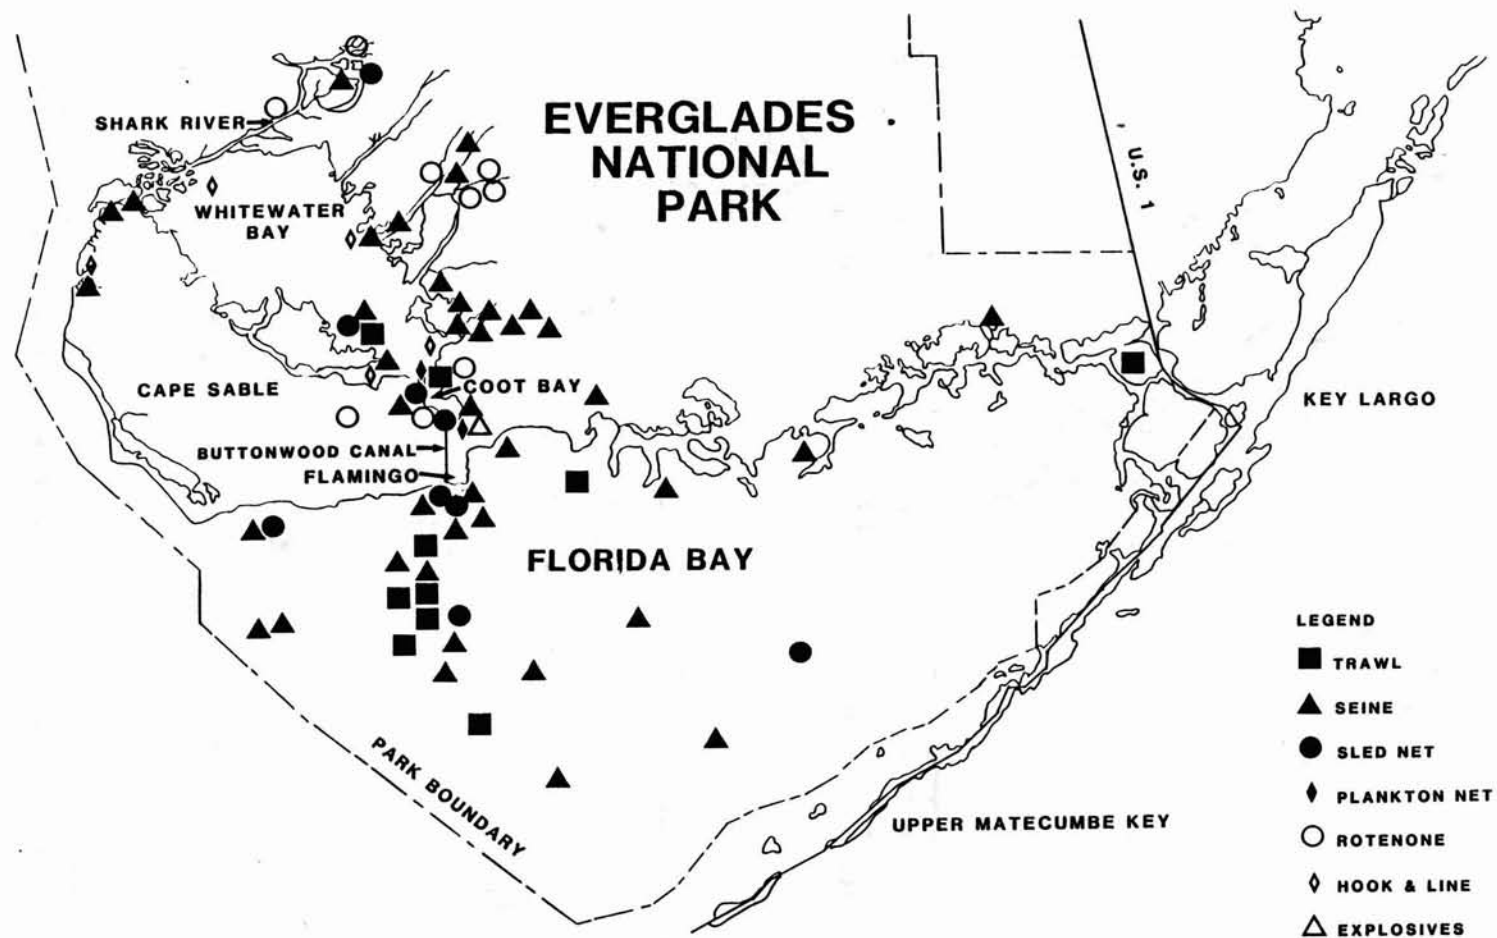 EVERGLADES
NATIONAL
PARK
SHARK RIVER
U.S. 1
WHITEWATER
BAY
CAPE SABLE
COOT BAY
KEY LARGO
BUTTONWOOD CANAL
FLAMINGO
FLORIDA BAY
PARK BOUNDARY
UPPER MATECUMBE KEY
LEGEND
TRAWL
SEINE
SLED NET
PLANKTON NET
ROTENONE
HOOK & LINE
EXPLOSIVES